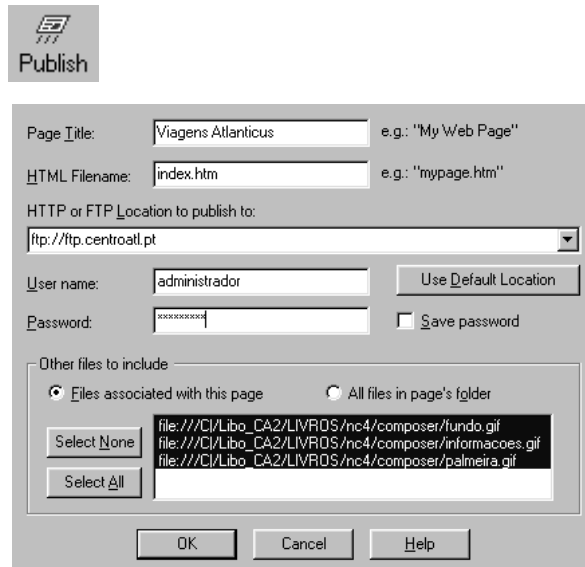 Publish
Page Title: Viagens Atlanticus e.g.: "My Web Page"
HTML Filename: index.htm e.g.: "mypage.htm"
HTTP or FTP Location to publish to:
ftp://ftp.centroatl.pt
User name: administrador Use Default Location
Password: xxxxxxxxx Save password
Other files to include
Files associated with this page All files in page's folder
Select None
Select All
file:///C|/Libo_CA2/LIVROS/nc4/composer/fundo.gif
file:///C|/Libo_CA2/LIVROS/nc4/composer/informacoes.gif
file:///C|/Libo_CA2/LIVROS/nc4/composer/palmeira.gif
OK Cancel Help